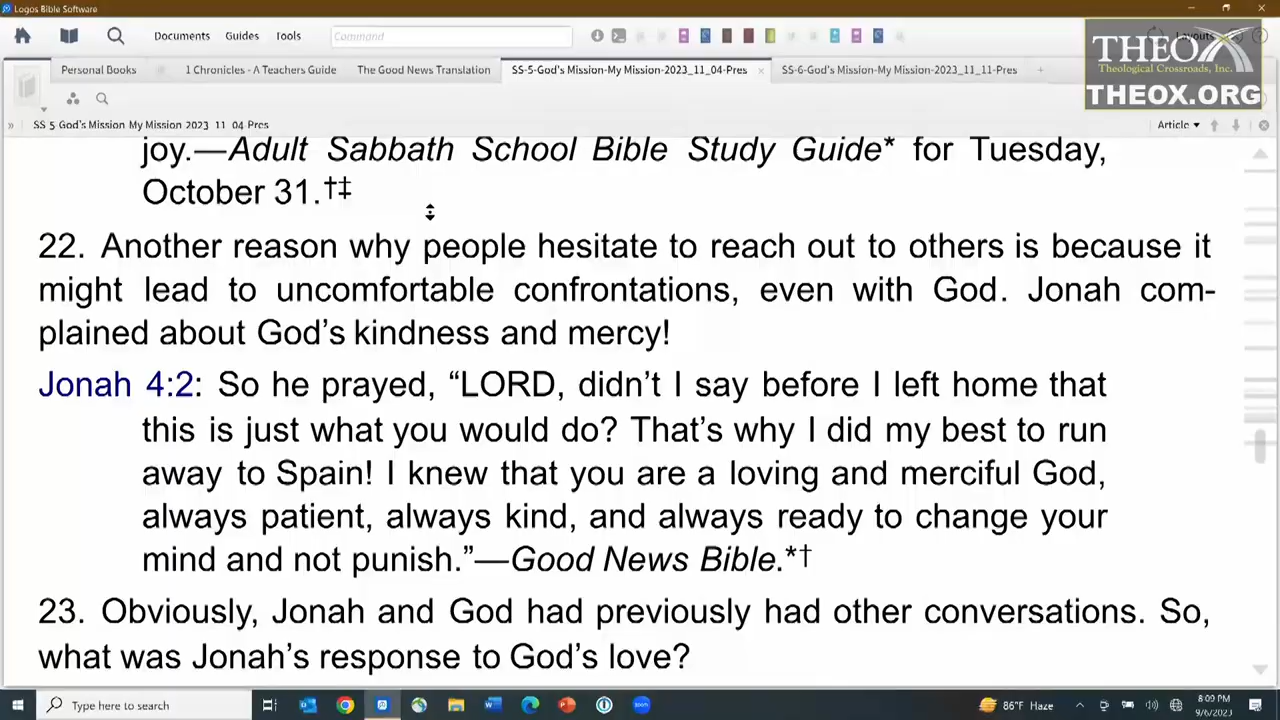 Logos Bible Software
Documents Guides Tools Command Layouts
THEOX
Theological Crossroads, Inc.
THEOX.ORG
Personal Books 1 Chronicles - A Teachers Guide The Good News Bible SS-5-God's Mission-My Mission-2023_11_04-Pres SS-6-God's Mission-My Mission-2023_11_11-Pres
SS 5 God's Mission My Mission 2023 11 04 Pres Article
joy.—Adult Sabbath School Bible Study Guide* for Tuesday,
October 31.†‡
22. Another reason why people hesitate to reach out to others is because it
might lead to uncomfortable confrontations, even with God. Jonah com-
plained about God's kindness and mercy!
Jonah 4:2: So he prayed, “LORD, didn't I say before I left home that
this is just what you would do? That's why I did my best to run
away to Spain! I knew that you are a loving and merciful God,
always patient, always kind, and always ready to change your
mind and not punish.”—Good News Bible.*†
23. Obviously, Jonah and God had previously had other conversations. So,
what was Jonah's response to God's love?
Type here to search 86°F Haze 8:09 PM
9/6/2023